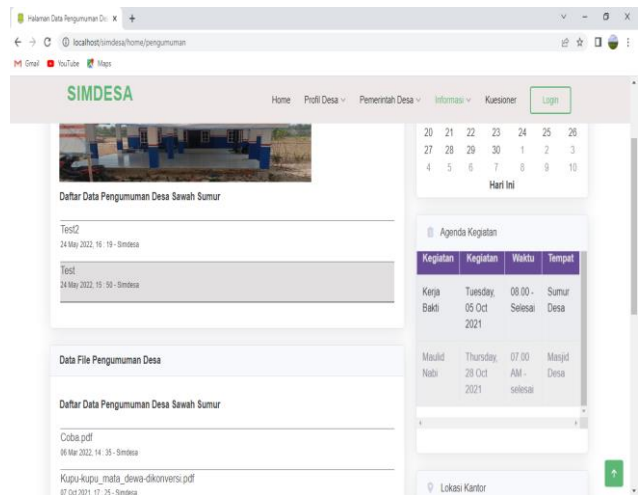 Halaman Data Pengumuman De
localhost/simdesa/home/pengumuman
Gmail YouTube Maps
SIMDESA
Home Profil Desa Pemerintah Desa Informasi Kuesioner Login
20 21 22 23 24 25 26
27 28 29 30 1 2 3
4 5 6 7 8 9 10
Hari Ini
Daftar Data Pengumuman Desa Sawah Sumur
Test2
24 May 2022, 16 : 19 - Simdesa
Test
24 May 2022, 15 : 50 - Simdesa
Agenda Kegiatan
Kegiatan Kegiatan Waktu Tempat
Kerja Tuesday, 08.00 - Sumur
Bakti 05 Oct Selesai Desa
2021
Maulid Thursday, 07.00 Masjid
Nabi 28 Oct AM - Desa
2021 selesai
Data File Pengumuman Desa
Daftar Data Pengumuman Desa Sawah Sumur
Coba.pdf
06 Mar 2022, 14 : 35 - Simdesa
Kupu-kupu_mata_dewa-dikonversi.pdf
07 Oct 2021, 17 : 25 - Simdesa
Lokasi Kantor